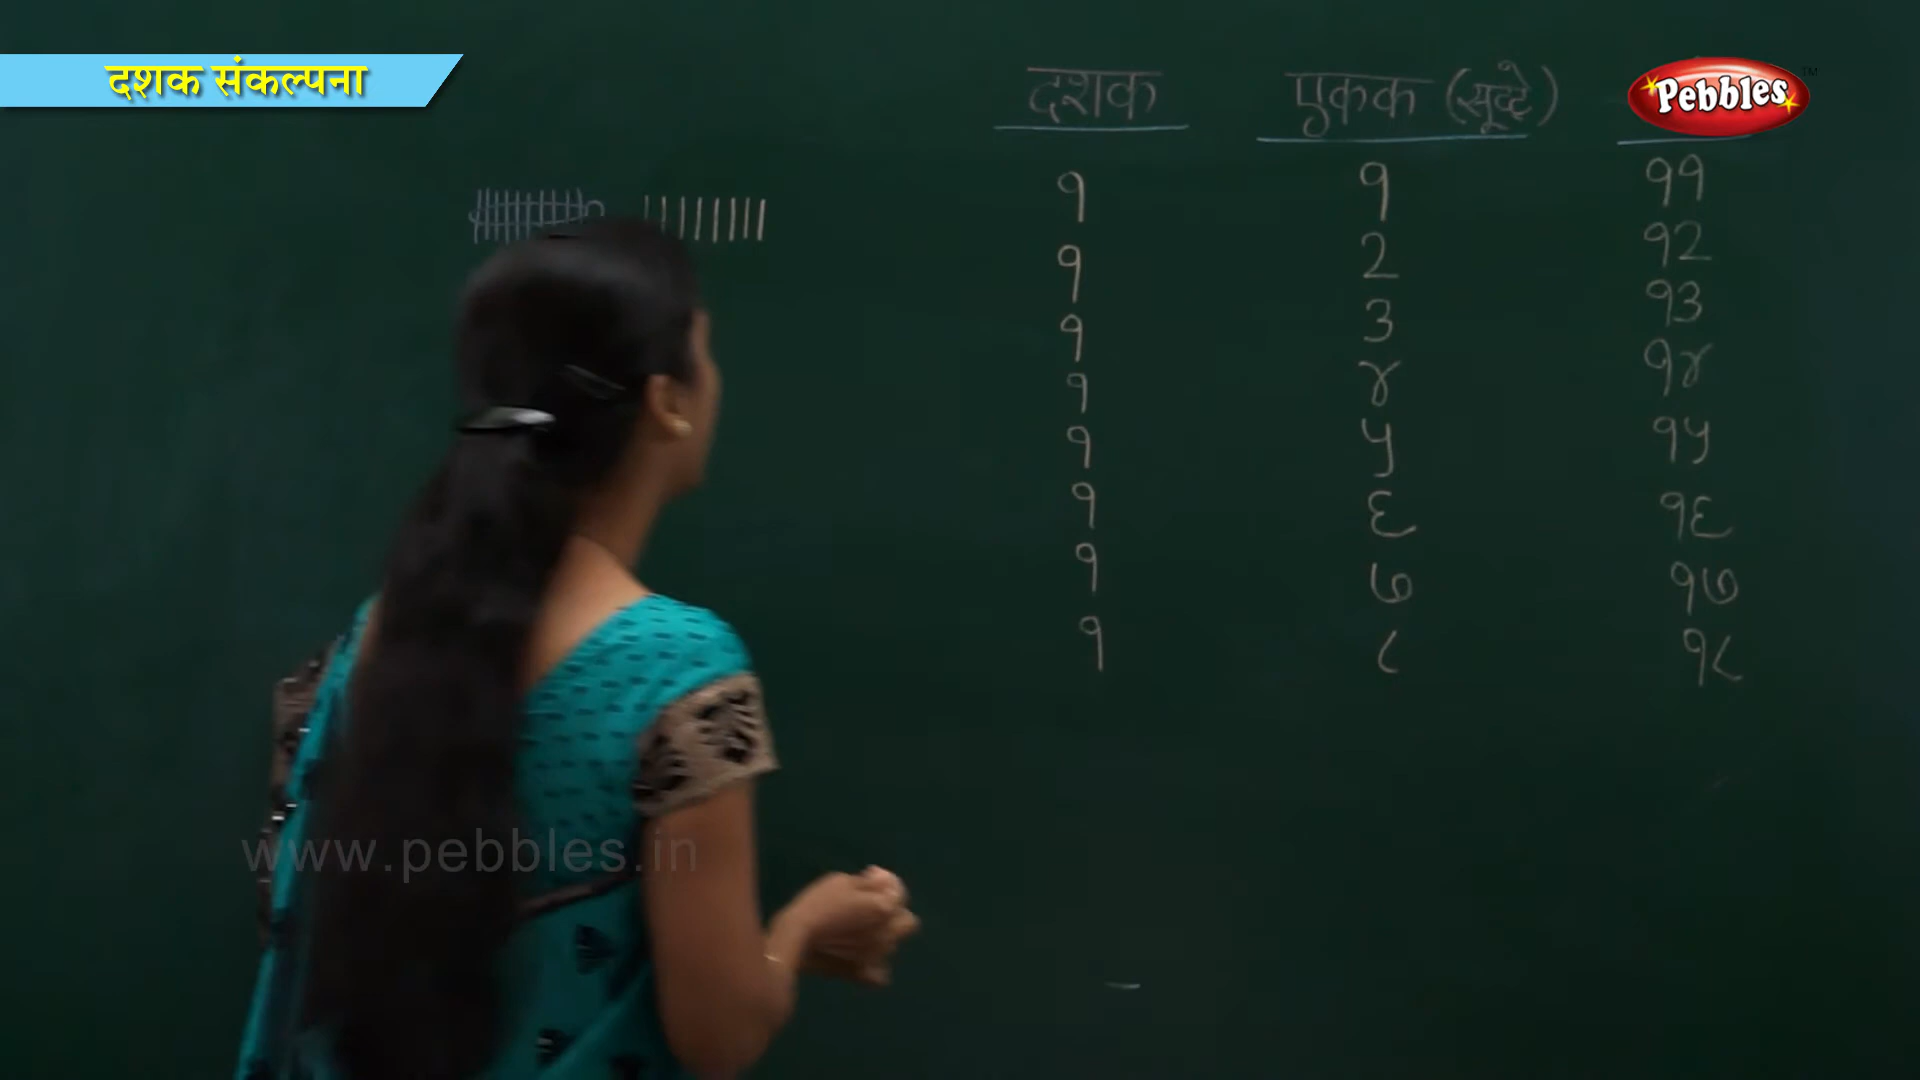 दशक संकल्पना
Pebbles™
दशक एकक (सुट्टे)
१ १ ११
१ २ १२
१ ३ १३
१ ४ १४
१ ५ १५
१ ६ १६
१ ७ १७
१ ८ १८
www.pebbles.in